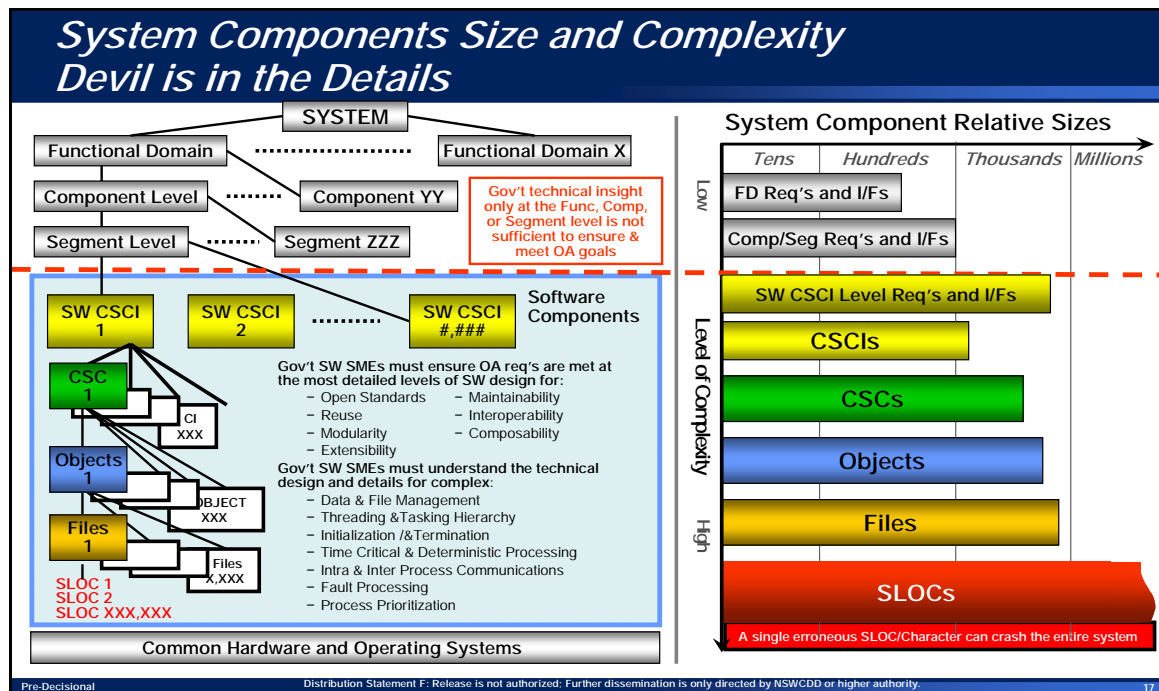 System Components Size and Complexity
Devil is in the Details
SYSTEM
Functional Domain
Functional Domain X
Component Level
Component YY
Segment Level
Segment ZZZ
Gov't technical insight
only at the Func, Comp,
or Segment level is not
sufficient to ensure &
meet OA goals
SW CSCI
1
SW CSCI
2
SW CSCI
#,###
Software
Components
CSC
1
CI
XXX
Objects
1
OBJECT
XXX
Files
1
Files
X,XXX
SLOC 1
SLOC 2
SLOC XXX,XXX
Gov't SW SMEs must ensure OA req's are met at
the most detailed levels of SW design for:
– Open Standards
– Reuse
– Modularity
– Extensibility
– Maintainability
– Interoperability
– Composability
Gov't SW SMEs must understand the technical
design and details for complex:
– Data & File Management
– Threading &Tasking Hierarchy
– Initialization /&Termination
– Time Critical & Deterministic Processing
– Intra & Inter Process Communications
– Fault Processing
– Process Prioritization
Common Hardware and Operating Systems
System Component Relative Sizes
Tens
Hundreds
Thousands
Millions
Low
Level of Complexity
High
FD Req's and I/Fs
Comp/Seg Req's and I/Fs
SW CSCI Level Req's and I/Fs
CSCIs
CSCs
Objects
Files
SLOCs
A single erroneous SLOC/Character can crash the entire system
Pre-Decisional
Distribution Statement F: Release is not authorized; Further dissemination is only directed by NSWCDD or higher authority.
17